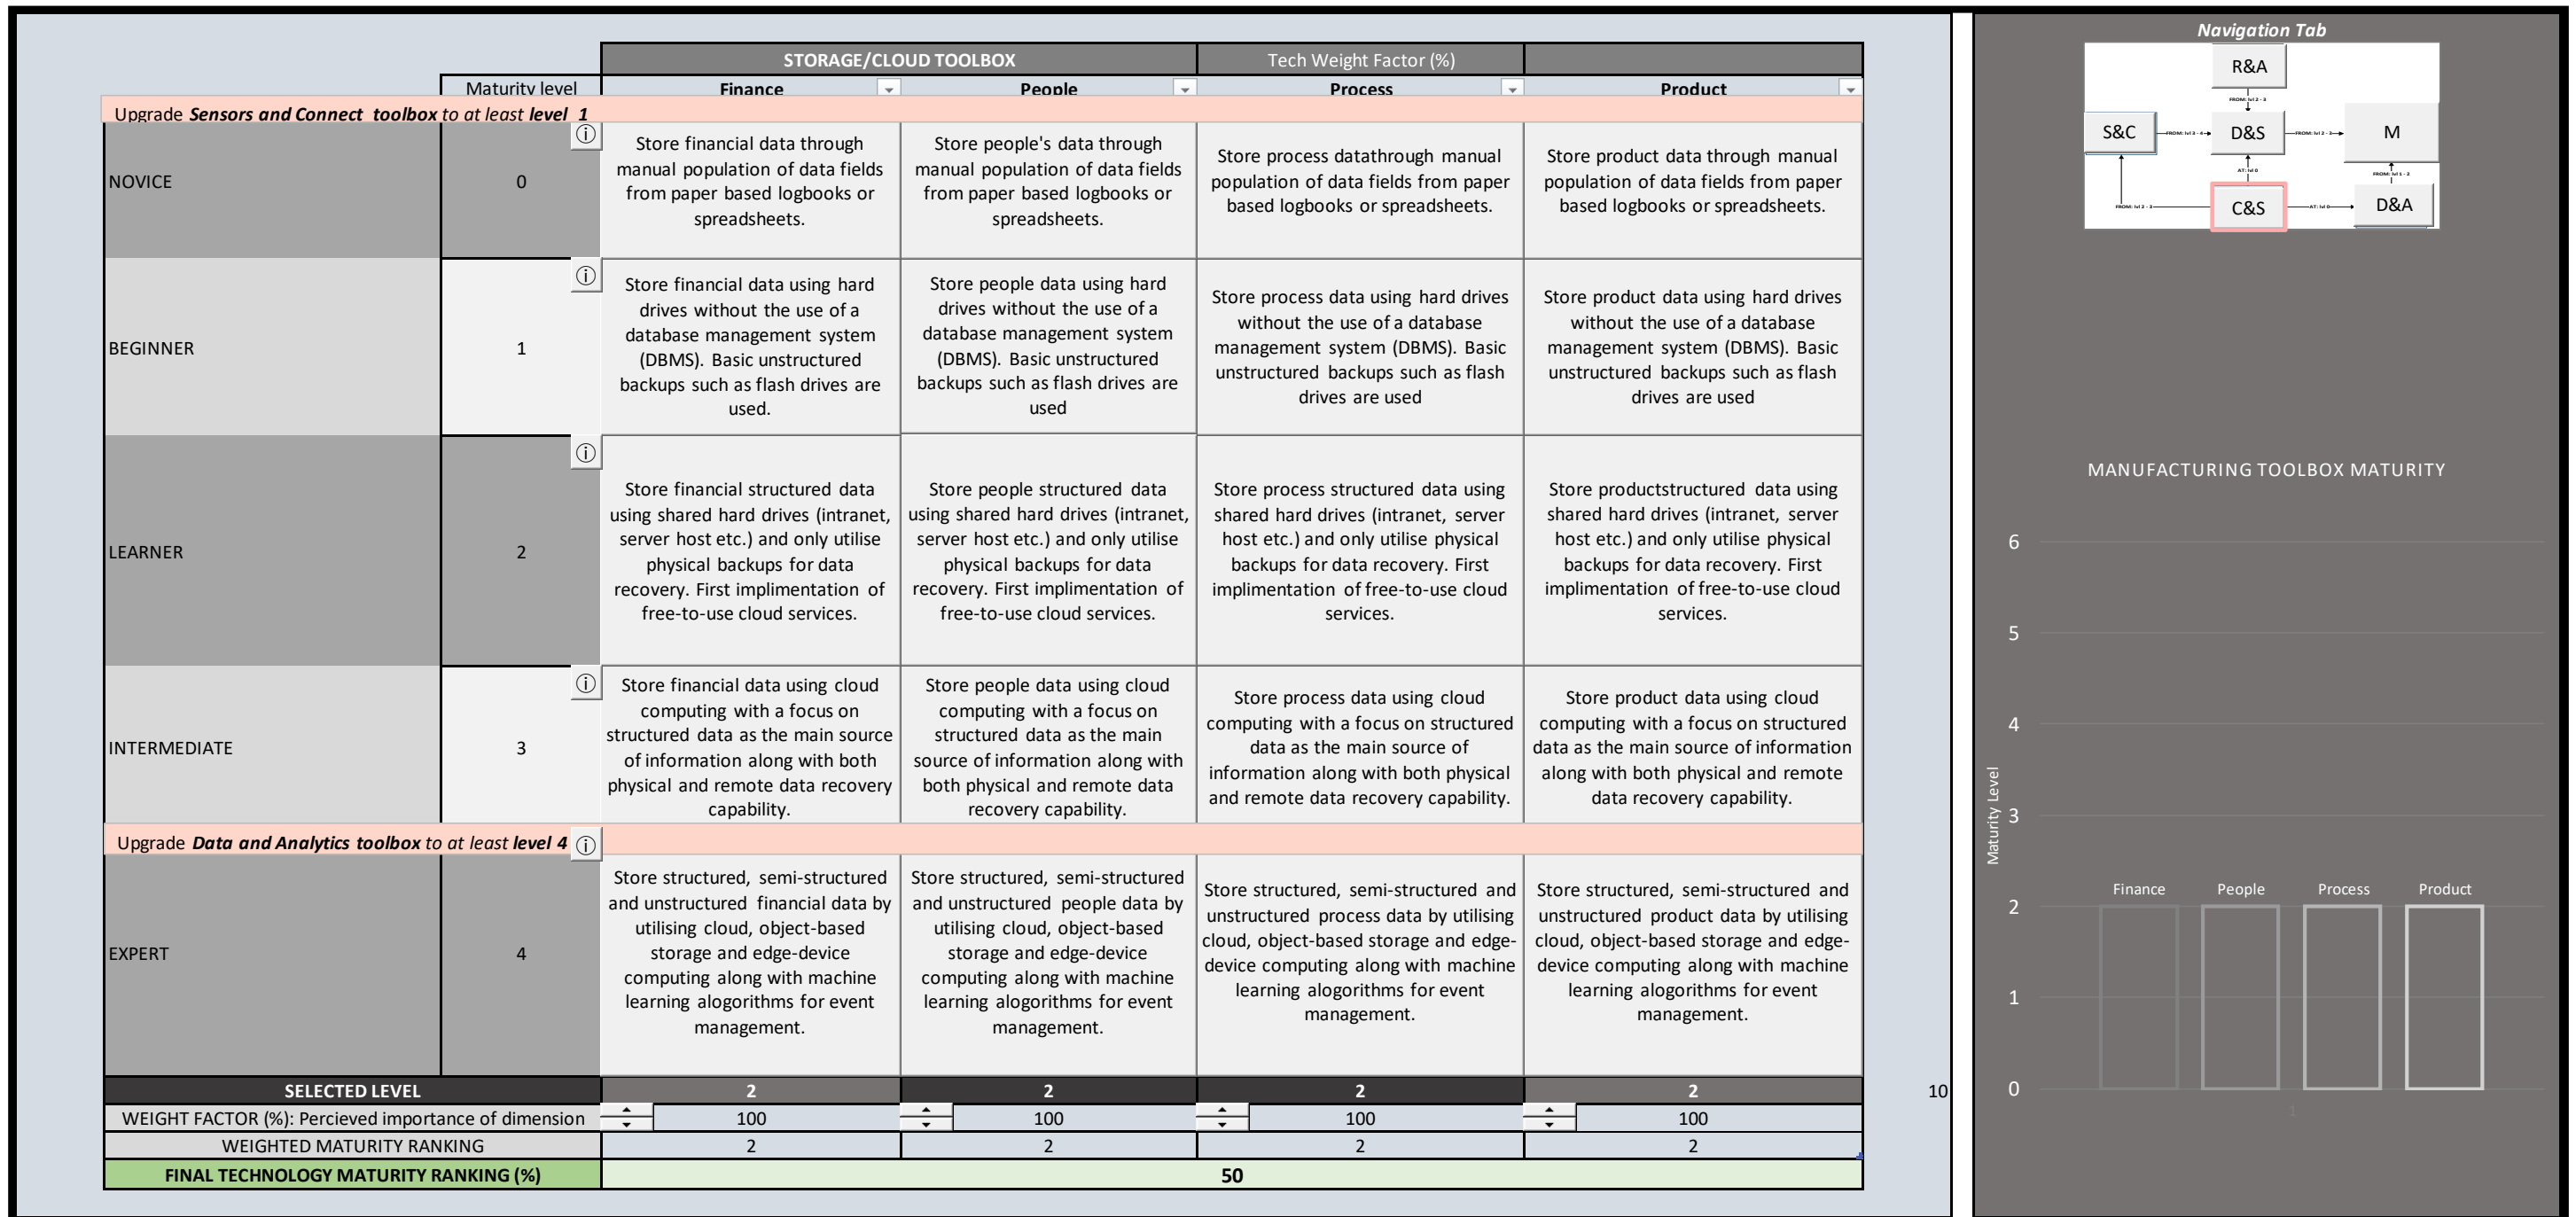 STORAGE/CLOUD TOOLBOX
Tech Weight Factor (%)
Maturity level
Finance
People
Process
Product
Upgrade Sensors and Connect toolbox to at least level 1
NOVICE
0
Store financial data through
manual population of data fields
from paper based logbooks or
spreadsheets.
Store people's data through
manual population of data fields
from paper based logbooks or
spreadsheets.
Store process datathrough manual
population of data fields from paper
based logbooks or spreadsheets.
Store product data through manual
population of data fields from paper
based logbooks or spreadsheets.
BEGINNER
1
Store financial data using hard
drives without the use of a
database management system
(DBMS). Basic unstructured
backups such as flash drives are
used.
Store people data using hard
drives without the use of a
database management system
(DBMS). Basic unstructured
backups such as flash drives are
used
Store process data using hard drives
without the use of a database
management system (DBMS). Basic
unstructured backups such as flash
drives are used
Store product data using hard drives
without the use of a database
management system (DBMS). Basic
unstructured backups such as flash
drives are used
LEARNER
2
Store financial structured data
using shared hard drives (intranet,
server host etc.) and only utilise
physical backups for data
recovery. First implimentation of
free-to-use cloud services.
Store people structured data
using shared hard drives (intranet,
server host etc.) and only utilise
physical backups for data
recovery. First implimentation of
free-to-use cloud services.
Store process structured data using
shared hard drives (intranet, server
host etc.) and only utilise physical
backups for data recovery. First
implimentation of free-to-use cloud
services.
Store productstructured data using
shared hard drives (intranet, server
host etc.) and only utilise physical
backups for data recovery. First
implimentation of free-to-use cloud
services.
INTERMEDIATE
3
Store financial data using cloud
computing with a focus on
structured data as the main source
of information along with both
physical and remote data recovery
capability.
Store people data using cloud
computing with a focus on
structured data as the main
source of information along with
both physical and remote data
recovery capability.
Store process data using cloud
computing with a focus on structured
data as the main source of
information along with both physical
and remote data recovery capability.
Store product data using cloud
computing with a focus on structured
data as the main source of information
along with both physical and remote
data recovery capability.
Upgrade Data and Analytics toolbox to at least level 4
EXPERT
4
Store structured, semi-structured
and unstructured financial data by
utilising cloud, object-based
storage and edge-device
computing along with machine
learning alogorithms for event
management.
Store structured, semi-structured
and unstructured people data by
utilising cloud, object-based
storage and edge-device
computing along with machine
learning alogorithms for event
management.
Store structured, semi-structured and
unstructured process data by utilising
cloud, object-based storage and edge-
device computing along with machine
learning alogorithms for event
management.
Store structured, semi-structured and
unstructured product data by utilising
cloud, object-based storage and edge-
device computing along with machine
learning alogorithms for event
management.
SELECTED LEVEL
2
2
2
2
10
WEIGHT FACTOR (%): Percieved importance of dimension
100
100
100
100
WEIGHTED MATURITY RANKING
2
2
2
2
FINAL TECHNOLOGY MATURITY RANKING (%)
50
Navigation Tab
R&A
FROM: lvl 2 - 3
S&C
FROM: lvl 3 - 4
D&S
FROM: lvl 2 - 3
M
AT: lvl 0
FROM: lvl 1 - 2
FROM: lvl 2 - 3
C&S
AT: lvl 0
D&A
MANUFACTURING TOOLBOX MATURITY
Maturity Level
6
5
4
3
2
1
0
Finance
People
Process
Product
1